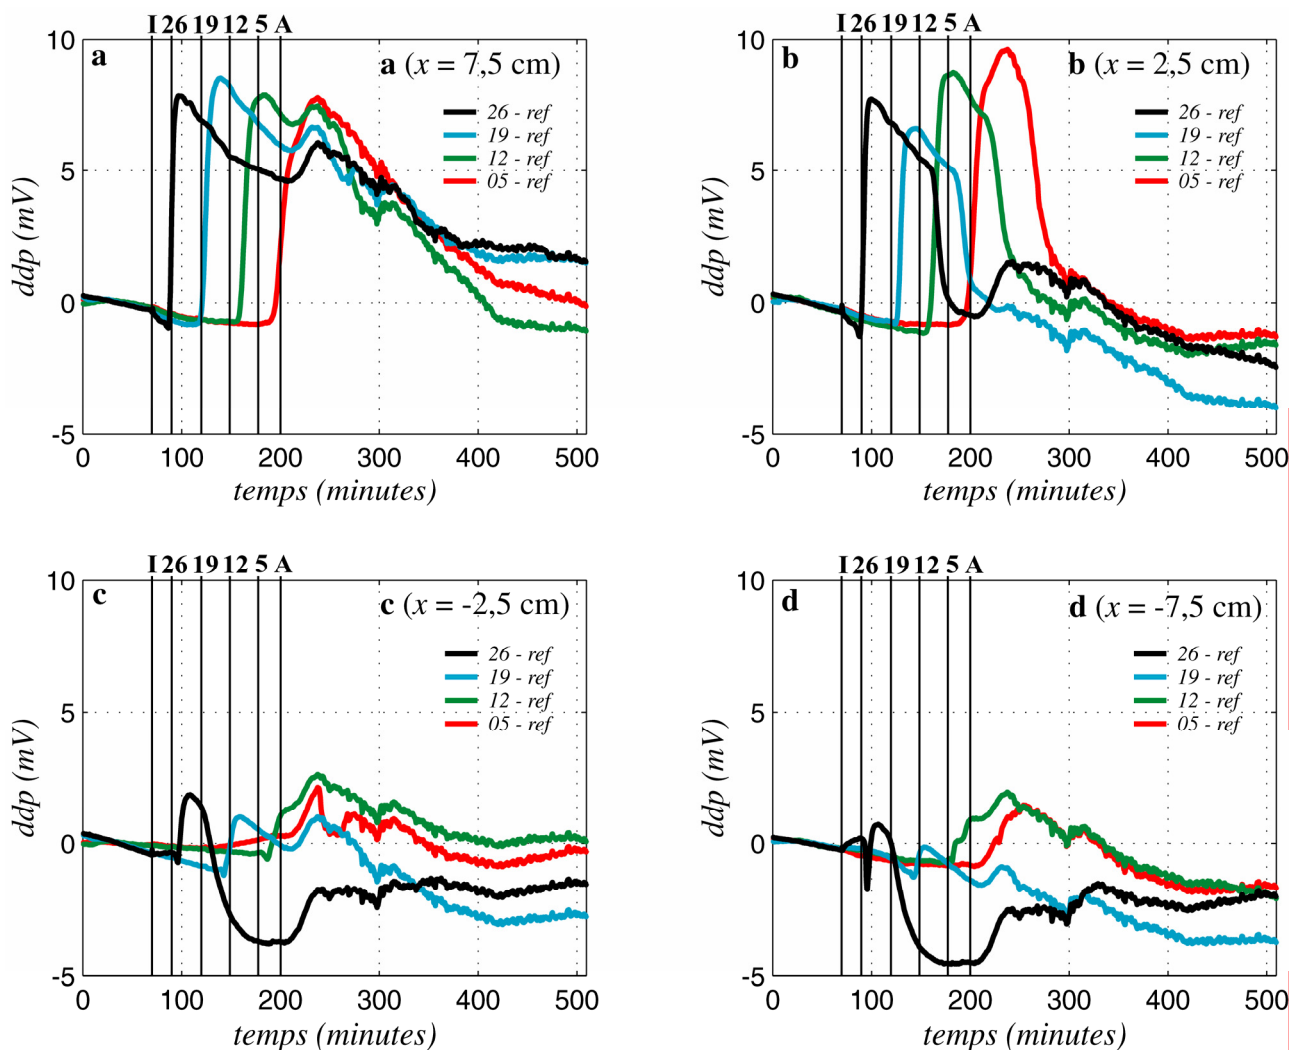 I 26 19 12 5 A
a
a (x = 7,5 cm)
26 - ref
19 - ref
12 - ref
05 - ref
10
5
0
-5
ddp (mV)
0 100 200 300 400 500
temps (minutes)
I 26 19 12 5 A
b
b (x = 2,5 cm)
26 - ref
19 - ref
12 - ref
05 - ref
10
5
0
-5
ddp (mV)
0 100 200 300 400 500
temps (minutes)
I 26 19 12 5 A
c
c (x = -2,5 cm)
26 - ref
19 - ref
12 - ref
05 - ref
10
5
0
-5
ddp (mV)
0 100 200 300 400 500
temps (minutes)
I 26 19 12 5 A
d
d (x = -7,5 cm)
26 - ref
19 - ref
12 - ref
05 - ref
10
5
0
-5
ddp (mV)
0 100 200 300 400 500
temps (minutes)